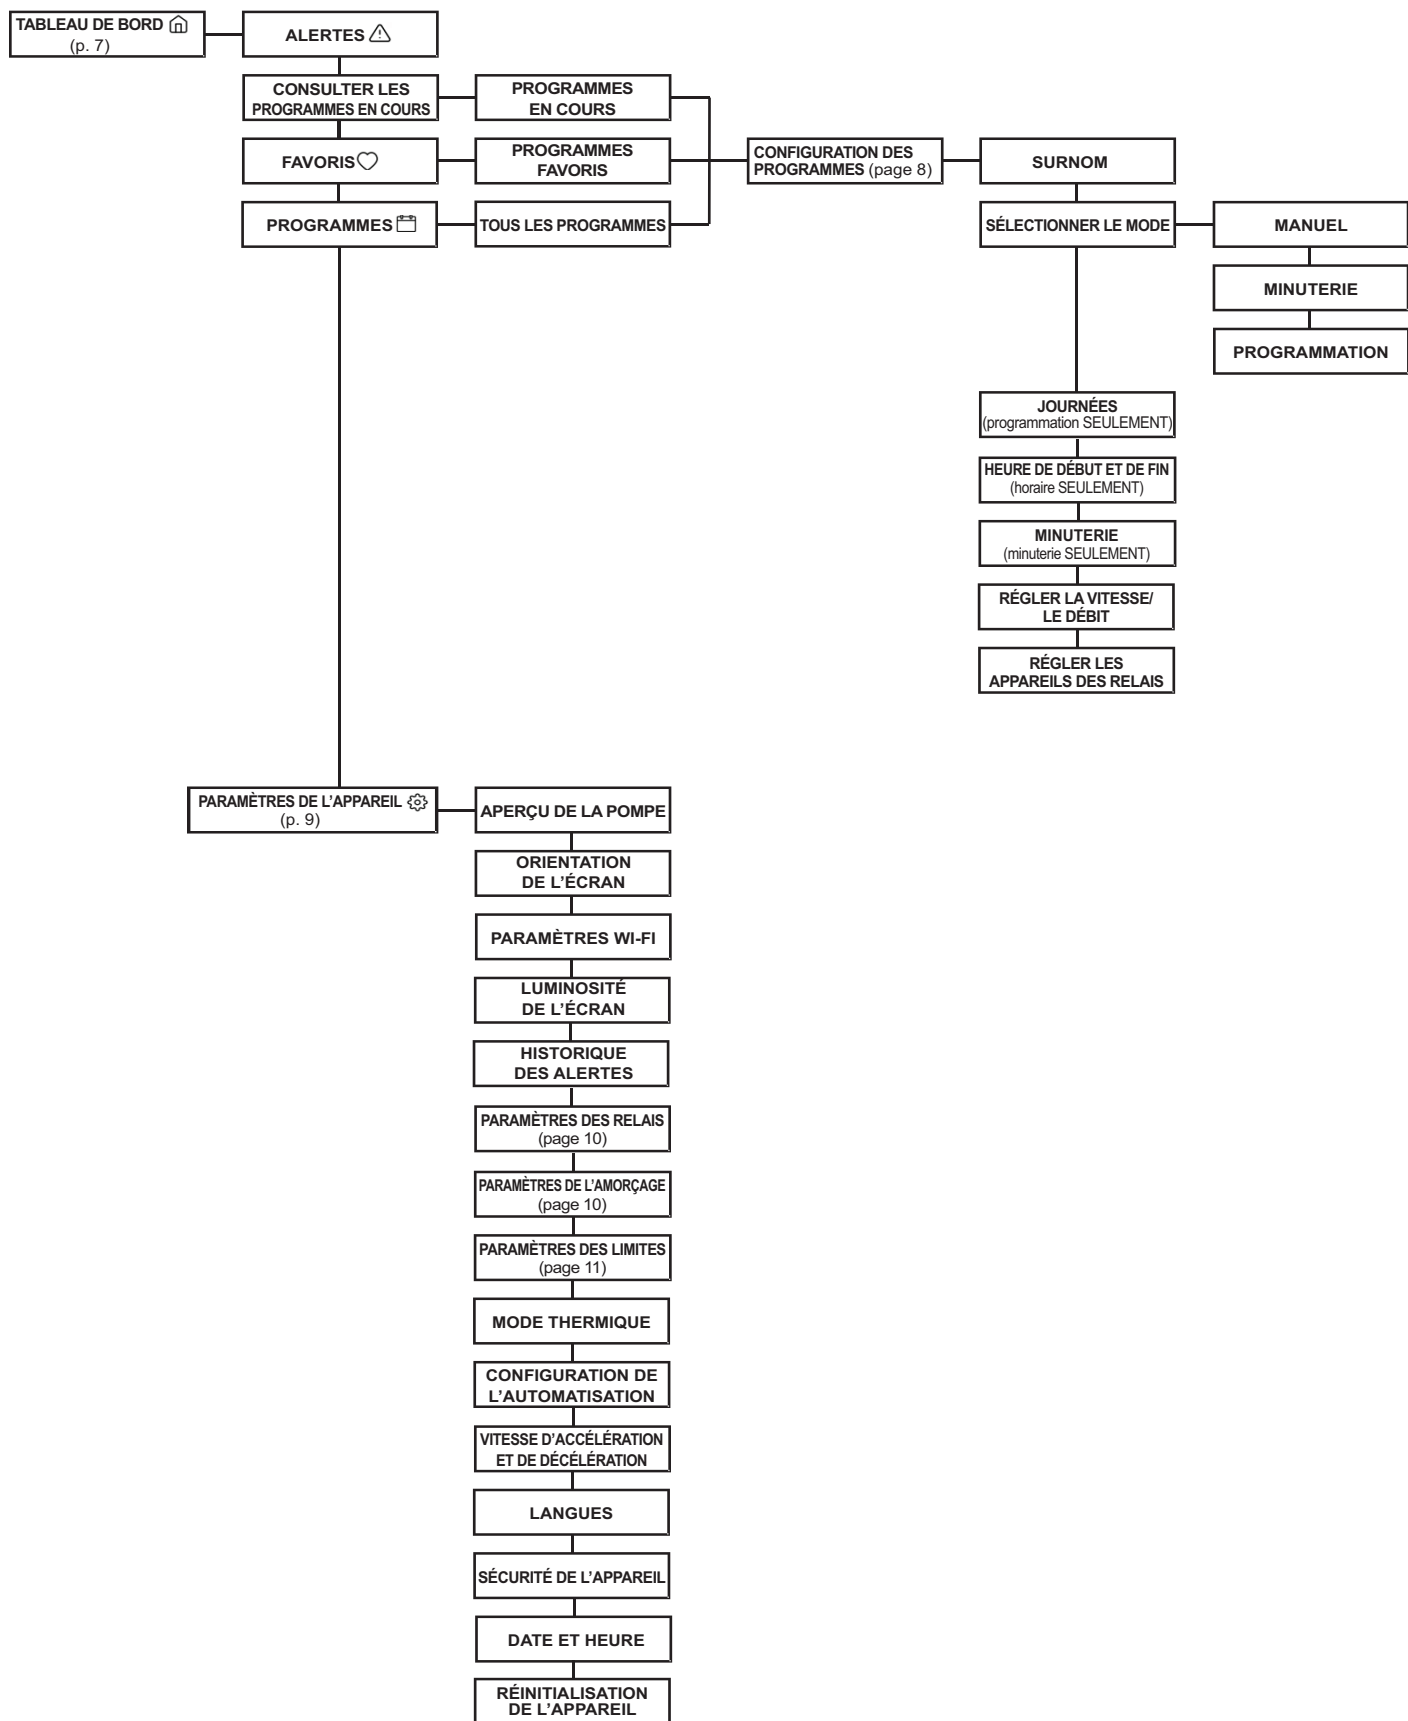 TABLEAU DE BORD
(p. 7)
ALERTES
CONSULTER LES
PROGRAMMES EN COURS
PROGRAMMES
EN COURS
FAVORIS
PROGRAMMES
FAVORIS
PROGRAMMES
TOUS LES PROGRAMMES
CONFIGURATION DES
PROGRAMMES (page 8)
SURNOM
SÉLECTIONNER LE MODE
MANUEL
MINUTERIE
PROGRAMMATION
JOURNÉES
(programmation SEULEMENT)
HEURE DE DÉBUT ET DE FIN
(horaire SEULEMENT)
MINUTERIE
(minuterie SEULEMENT)
RÉGLER LA VITESSE/
LE DÉBIT
RÉGLER LES
APPAREILS DES RELAIS
PARAMÈTRES DE L’APPAREIL
(p. 9)
APERÇU DE LA POMPE
ORIENTATION
DE L’ÉCRAN
PARAMÈTRES WI-FI
LUMINOSITÉ
DE L’ÉCRAN
HISTORIQUE
DES ALERTES
PARAMÈTRES DES RELAIS
(page 10)
PARAMÈTRES DE L’AMORÇAGE
(page 10)
PARAMÈTRES DES LIMITES
(page 11)
MODE THERMIQUE
CONFIGURATION DE
L’AUTOMATISATION
VITESSE D’ACCÉLÉRATION
ET DE DÉCÉLÉRATION
LANGUES
SÉCURITÉ DE L’APPAREIL
DATE ET HEURE
RÉINITIALISATION
DE L’APPAREIL